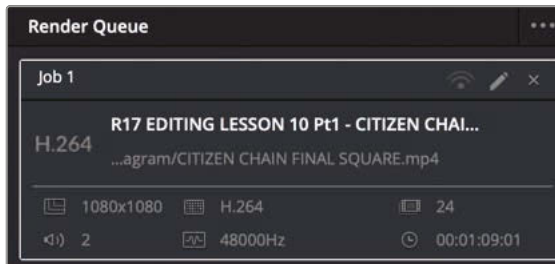 Render Queue
Job 1
H.264
R17 EDITING LESSON 10 Pt1 - CITIZEN CHAI...
...agram/CITIZEN CHAIN FINAL SQUARE.mp4
1080x1080 H.264 24
2 48000Hz 00:01:09:01